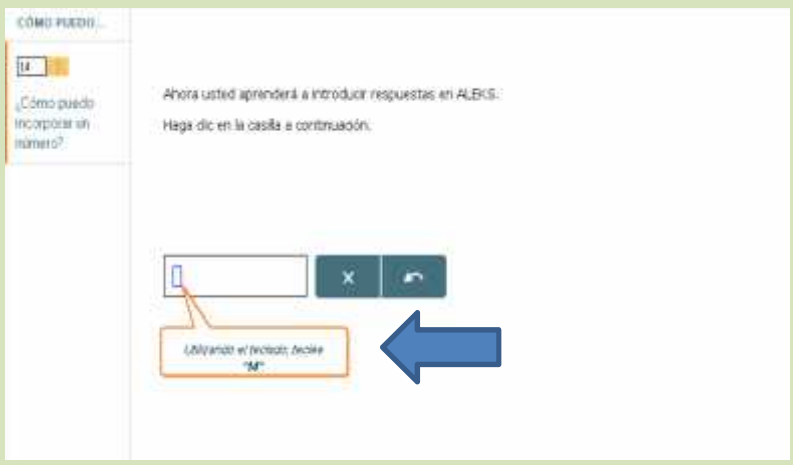 CÓMO PUEDO...
14
¿Cómo puedo
incorporar un
número?
Ahora usted aprenderá a introducir respuestas en ALEKS.
Haga clic en la casilla a continuación.
X
Utilizando el teclado, teclee
"14"